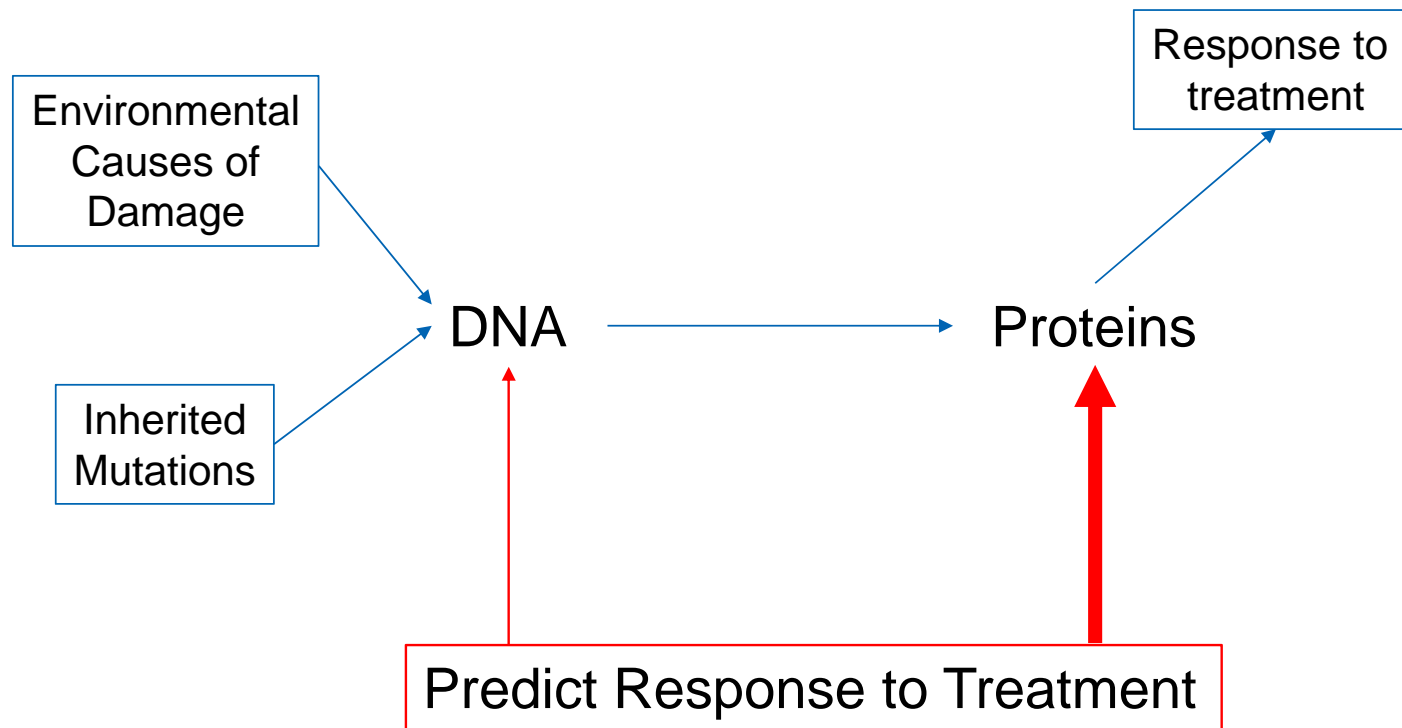 Response to
treatment
Environmental
Causes of
Damage
DNA
Proteins
Inherited
Mutations
Predict Response to Treatment